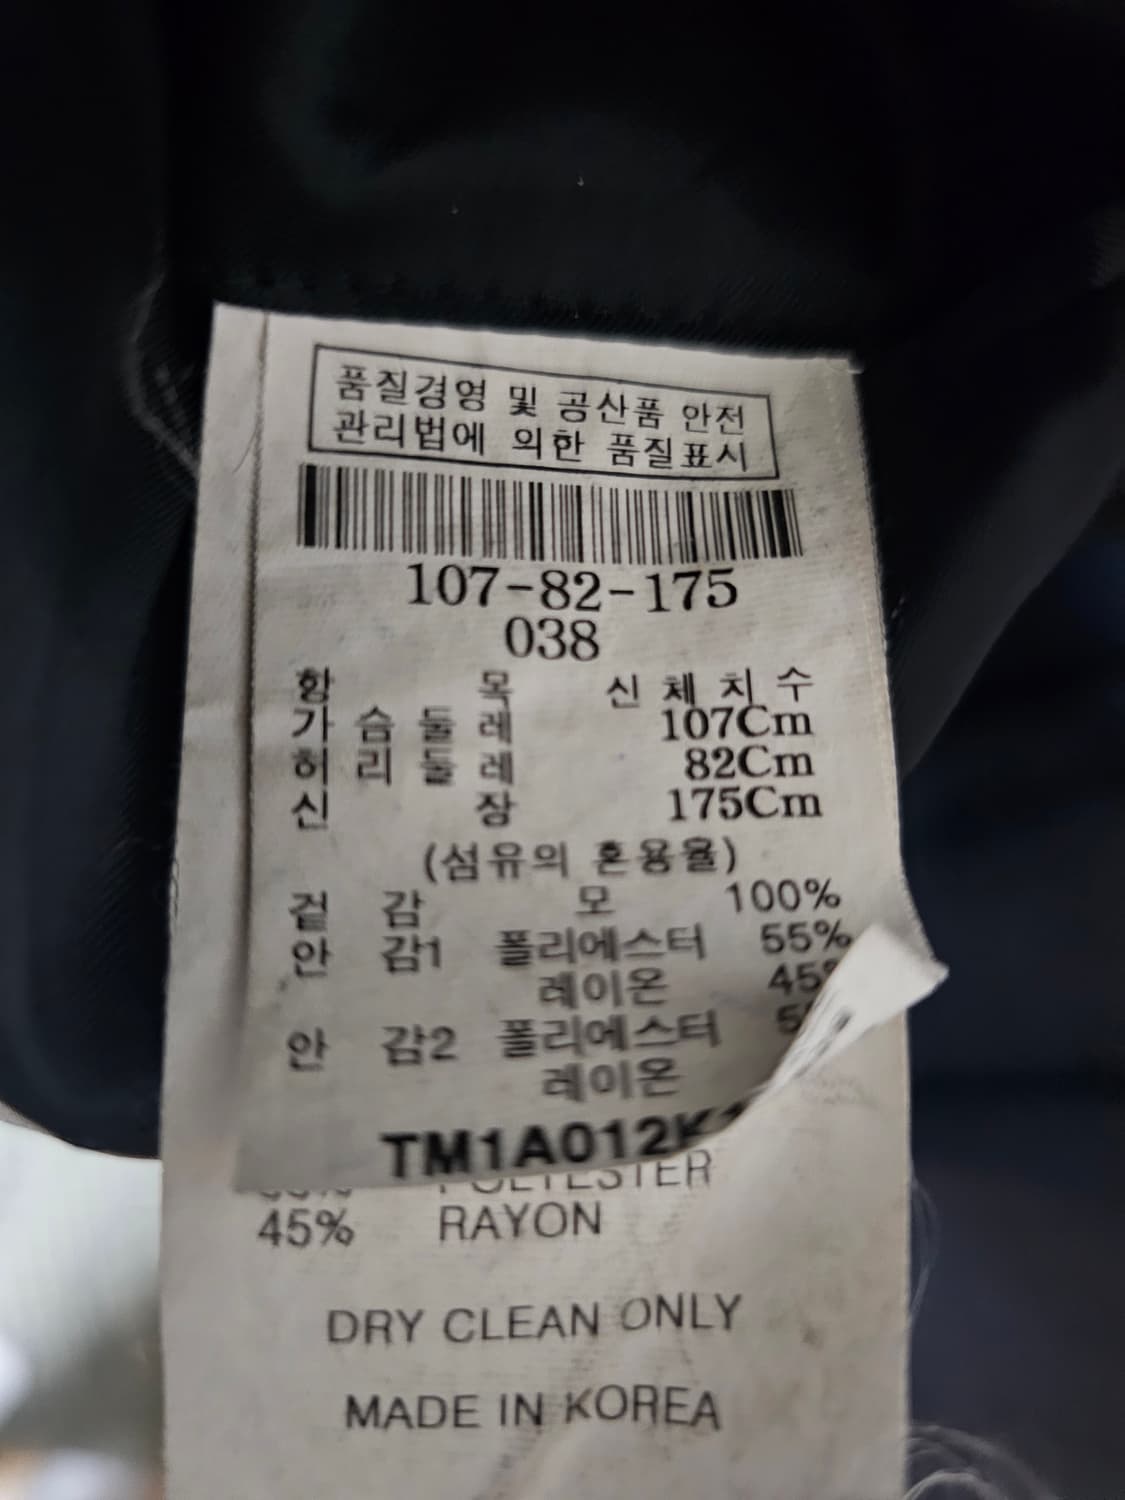 품질경영 및 공산품 안전
관리법에 의한 품질표시
107-82-175
038
항 목 신체치수
가슴둘레 107Cm
허리둘레 82Cm
신장 175Cm
(섬유의 혼용율)
겉감 모 100%
안감1 폴리에스터 55%
레이온 45%
안감2 폴리에스터
레이온
TM1A012K
POLYESTER
45% RAYON
DRY CLEAN ONLY
MADE IN KOREA